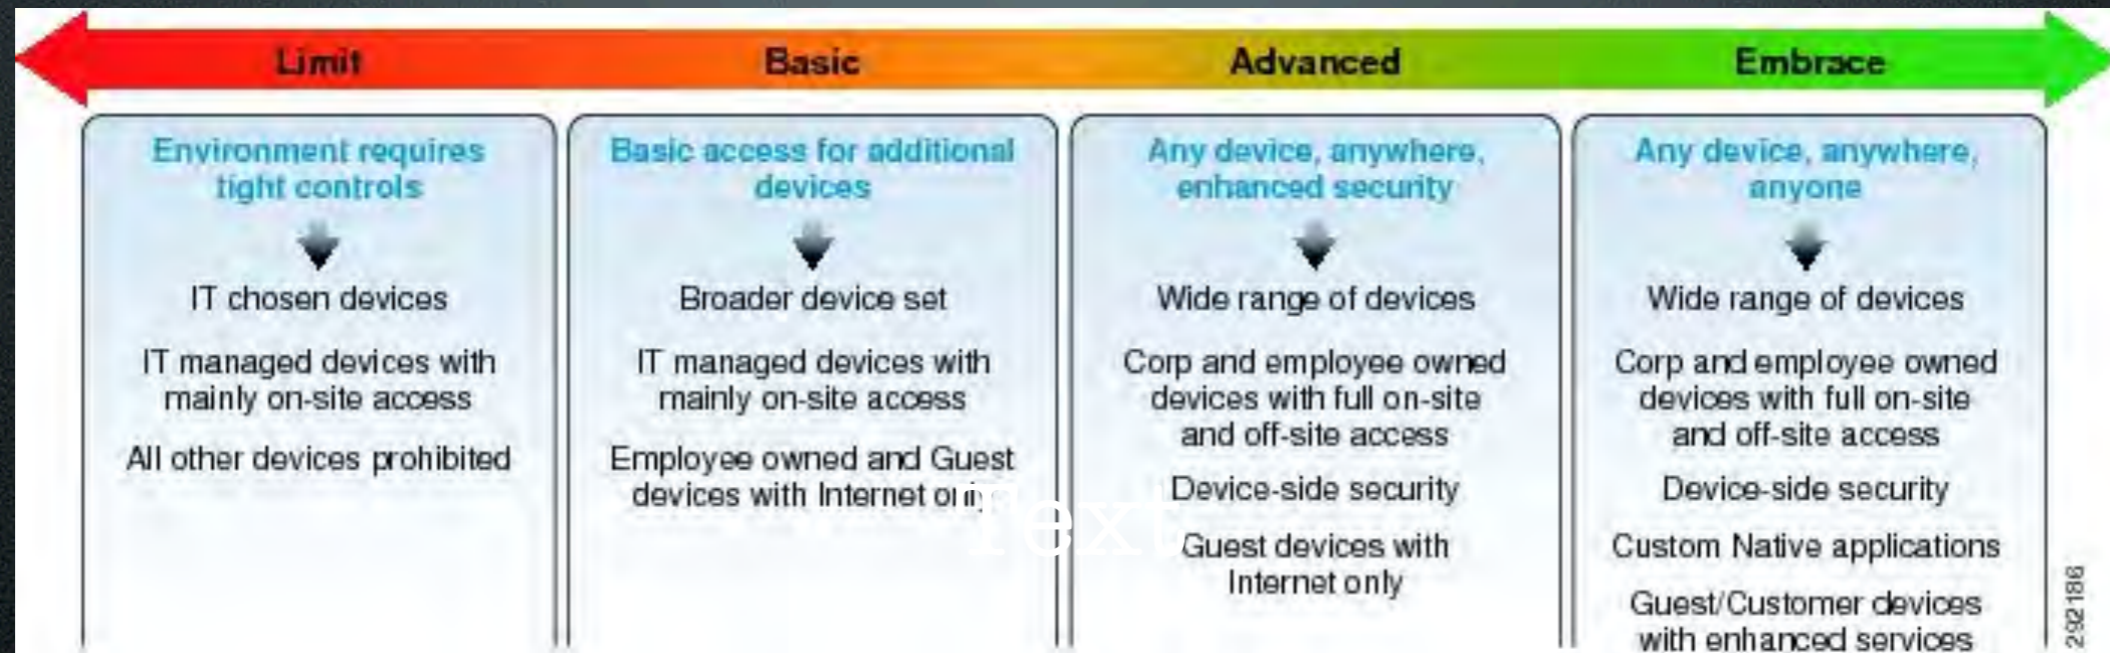 Limit
Basic
Advanced
Embrace
Environment requires
tight controls
IT chosen devices
IT managed devices with
mainly on-site access
All other devices prohibited
Basic access for additional
devices
Broader device set
IT managed devices with
mainly on-site access
Employee owned and Guest
devices with Internet only
Any device, anywhere,
enhanced security
Wide range of devices
Corp and employee owned
devices with full on-site
and off-site access
Device-side security
Guest devices with
Internet only
Any device, anywhere,
anyone
Wide range of devices
Corp and employee owned
devices with full on-site
and off-site access
Device-side security
Custom Native applications
Guest/Customer devices
with enhanced services
Text
292186